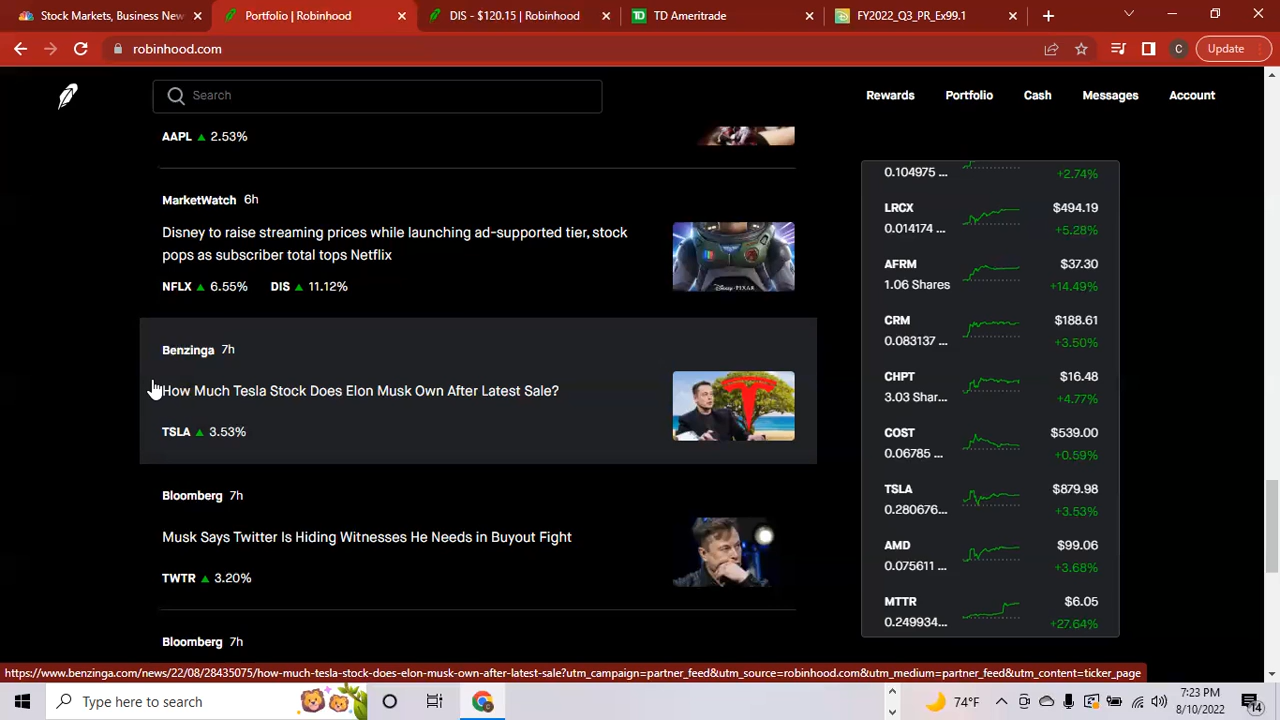 Stock Markets, Business New
Portfolio | Robinhood
DIS - $120.15 | Robinhood
TD Ameritrade
FY2022_Q3_PR_Ex99.1
robinhood.com
C
Update
Search
Rewards
Portfolio
Cash
Messages
Account
AAPL 2.53%
MarketWatch 6h
Disney to raise streaming prices while launching ad-supported tier, stock
pops as subscriber total tops Netflix
NFLX 6.55% DIS 11.12%
DISNEY · PIXAR
Benzinga 7h
How Much Tesla Stock Does Elon Musk Own After Latest Sale?
TSLA 3.53%
Bloomberg 7h
Musk Says Twitter Is Hiding Witnesses He Needs in Buyout Fight
TWTR 3.20%
Bloomberg 7h
0.104975 ... +2.74%
LRCX $494.19
0.014174 ... +5.28%
AFRM $37.30
1.06 Shares +14.49%
CRM $188.61
0.083137 ... +3.50%
CHPT $16.48
3.03 Shar... +4.77%
COST $539.00
0.06785 ... +0.59%
TSLA $879.98
0.280676... +3.53%
AMD $99.06
0.075611 ... +3.68%
MTTR $6.05
0.249934... +27.64%
https://www.benzinga.com/news/22/08/28435075/how-much-tesla-stock-does-elon-musk-own-after-latest-sale?utm_campaign=partner_feed&utm_source=robinhood.com&utm_medium=partner_feed&utm_content=ticker_page
Type here to search
74°F
7:23 PM
8/10/2022
14